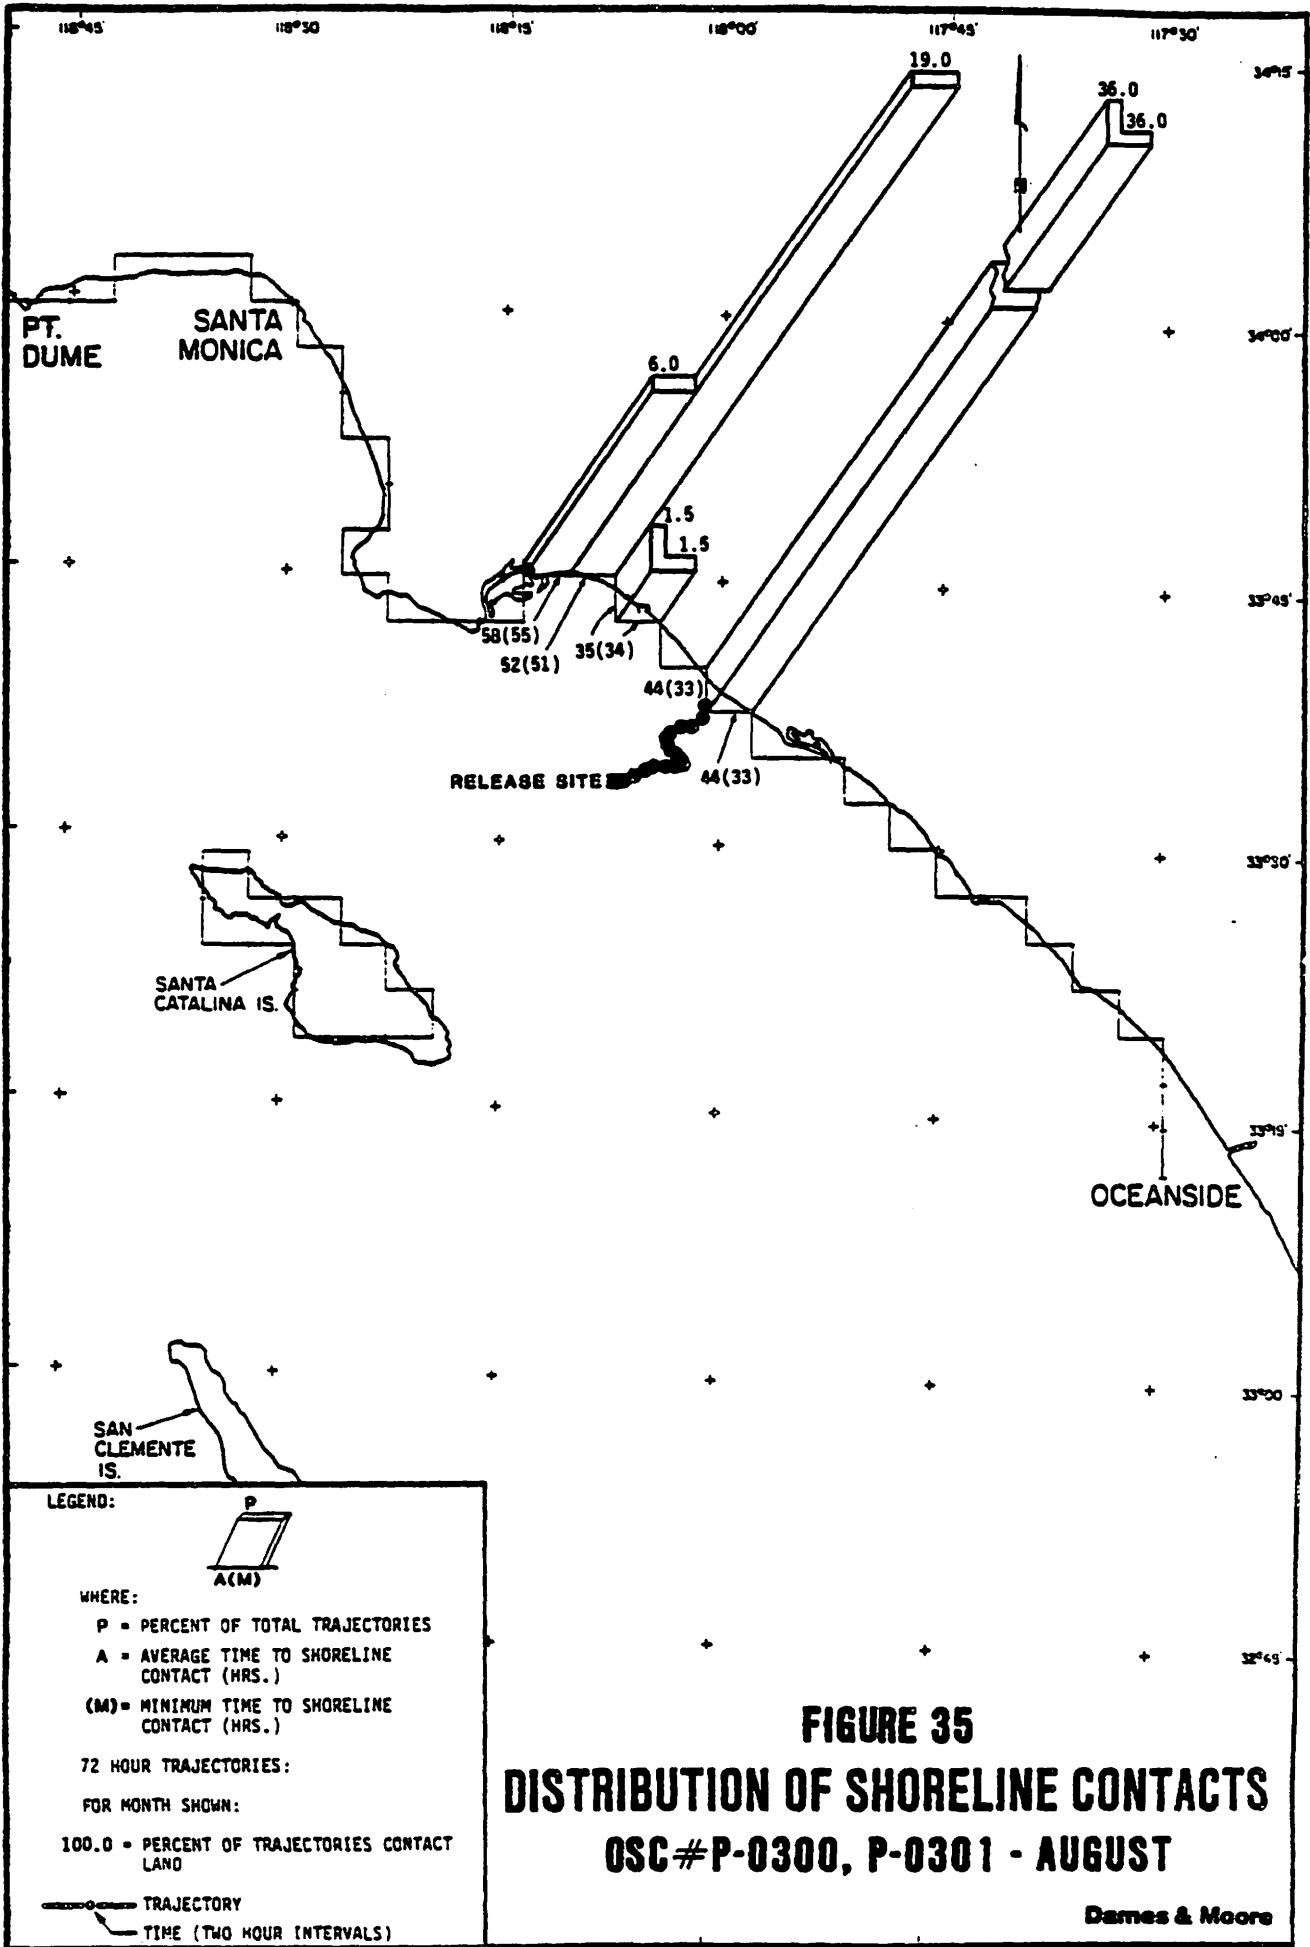 118°45' 118°30 118°15' 118°00' 117°45' 117°30'
19.0
34°15'
36.0
36.0
PT.
DUME
SANTA
MONICA
34°00'
6.0
1.5
1.5
33°45'
58(55)
52(51)
35(34)
44(33)
RELEASE SITE
44(33)
33°30'
SANTA
CATALINA IS.
33°15'
OCEANSIDE
33°00'
SAN
CLEMENTE
IS.
LEGEND:
P
A(M)
WHERE:
P = PERCENT OF TOTAL TRAJECTORIES
A = AVERAGE TIME TO SHORELINE
CONTACT (HRS.)
(M)= MINIMUM TIME TO SHORELINE
CONTACT (HRS.)
72 HOUR TRAJECTORIES:
FOR MONTH SHOWN:
100.0 = PERCENT OF TRAJECTORIES CONTACT
LAND
TRAJECTORY
TIME (TWO HOUR INTERVALS)
32°45'
FIGURE 35
DISTRIBUTION OF SHORELINE CONTACTS
OSC#P-0300, P-0301 - AUGUST
Dames & Moore